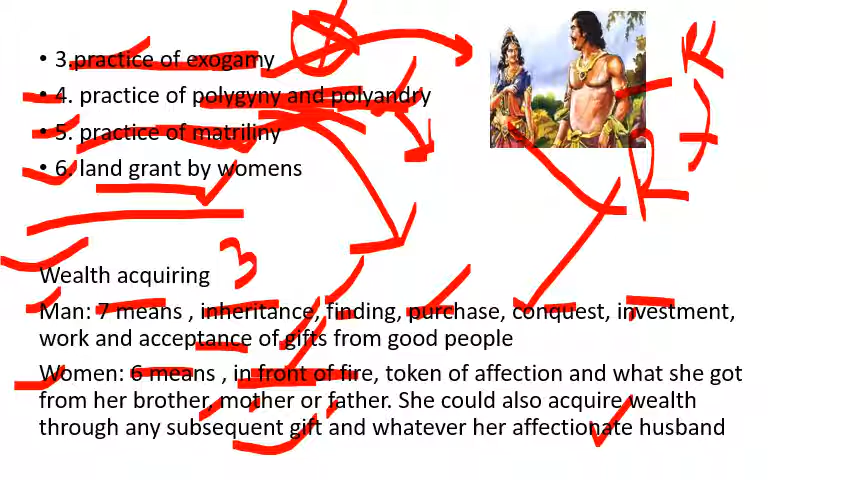 • 3.practice of exogamy
• 4. practice of polygyny and polyandry
• 5. practice of matriliny
• 6. land grant by womens
R
R
3
Wealth acquiring
Man: 7 means , inheritance, finding, purchase, conquest, investment,
work and acceptance of gifts from good people
Women: 6 means , in front of fire, token of affection and what she got
from her brother, mother or father. She could also acquire wealth
through any subsequent gift and whatever her affectionate husband